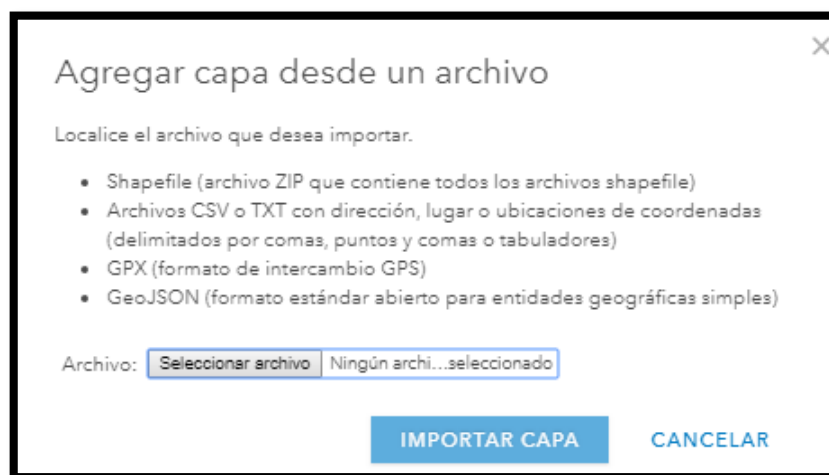 Agregar capa desde un archivo
Localice el archivo que desea importar.
• Shapefile (archivo ZIP que contiene todos los archivos shapefile)
• Archivos CSV o TXT con dirección, lugar o ubicaciones de coordenadas
(delimitados por comas, puntos y comas o tabuladores)
• GPX (formato de intercambio GPS)
• GeoJSON (formato estándar abierto para entidades geográficas simples)
Archivo: Seleccionar archivo Ningún archi...seleccionado
IMPORTAR CAPA CANCELAR